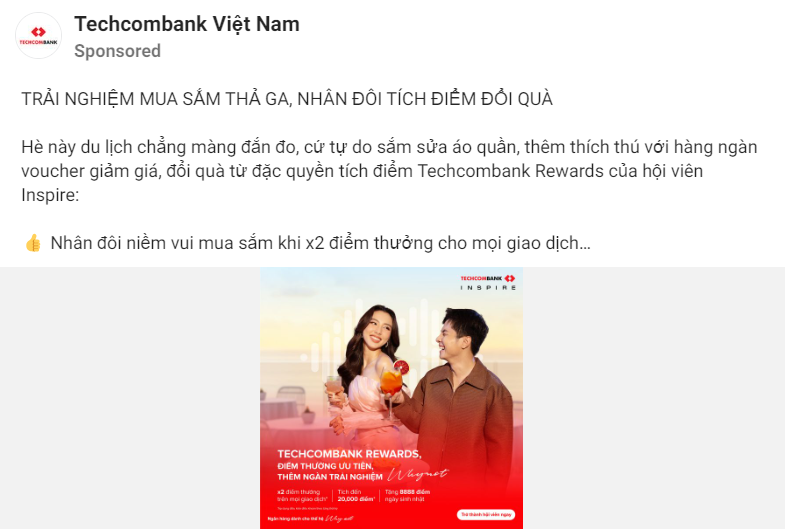 Techcombank Việt Nam
TECHCOMBANK
Sponsored
TRẢI NGHIỆM MUA SẮM THẢ GA, NHÂN ĐÔI TÍCH ĐIỂM ĐỔI QUÀ
Hè này du lịch chẳng màng đắn đo, cứ tự do sắm sửa áo quần, thêm thích thú với hàng ngàn
voucher giảm giá, đổi quà từ đặc quyền tích điểm Techcombank Rewards của hội viên
Inspire:
👍 Nhân đôi niềm vui mua sắm khi x2 điểm thưởng cho mọi giao dịch...
TECHCOMBANK
INSPIRE
TECHCOMBANK REWARDS,
ĐIỂM THƯỞNG ƯU TIÊN,
THÊM NGÀN TRẢI NGHIỆM Why not
x2 điểm thưởng
trên mọi giao dịch*
Tích đến
20,000 điểm*
Tặng 8888 điểm
ngày sinh nhật
Ngân hàng dành cho thế hệ Why not
Trở thành hội viên ngay